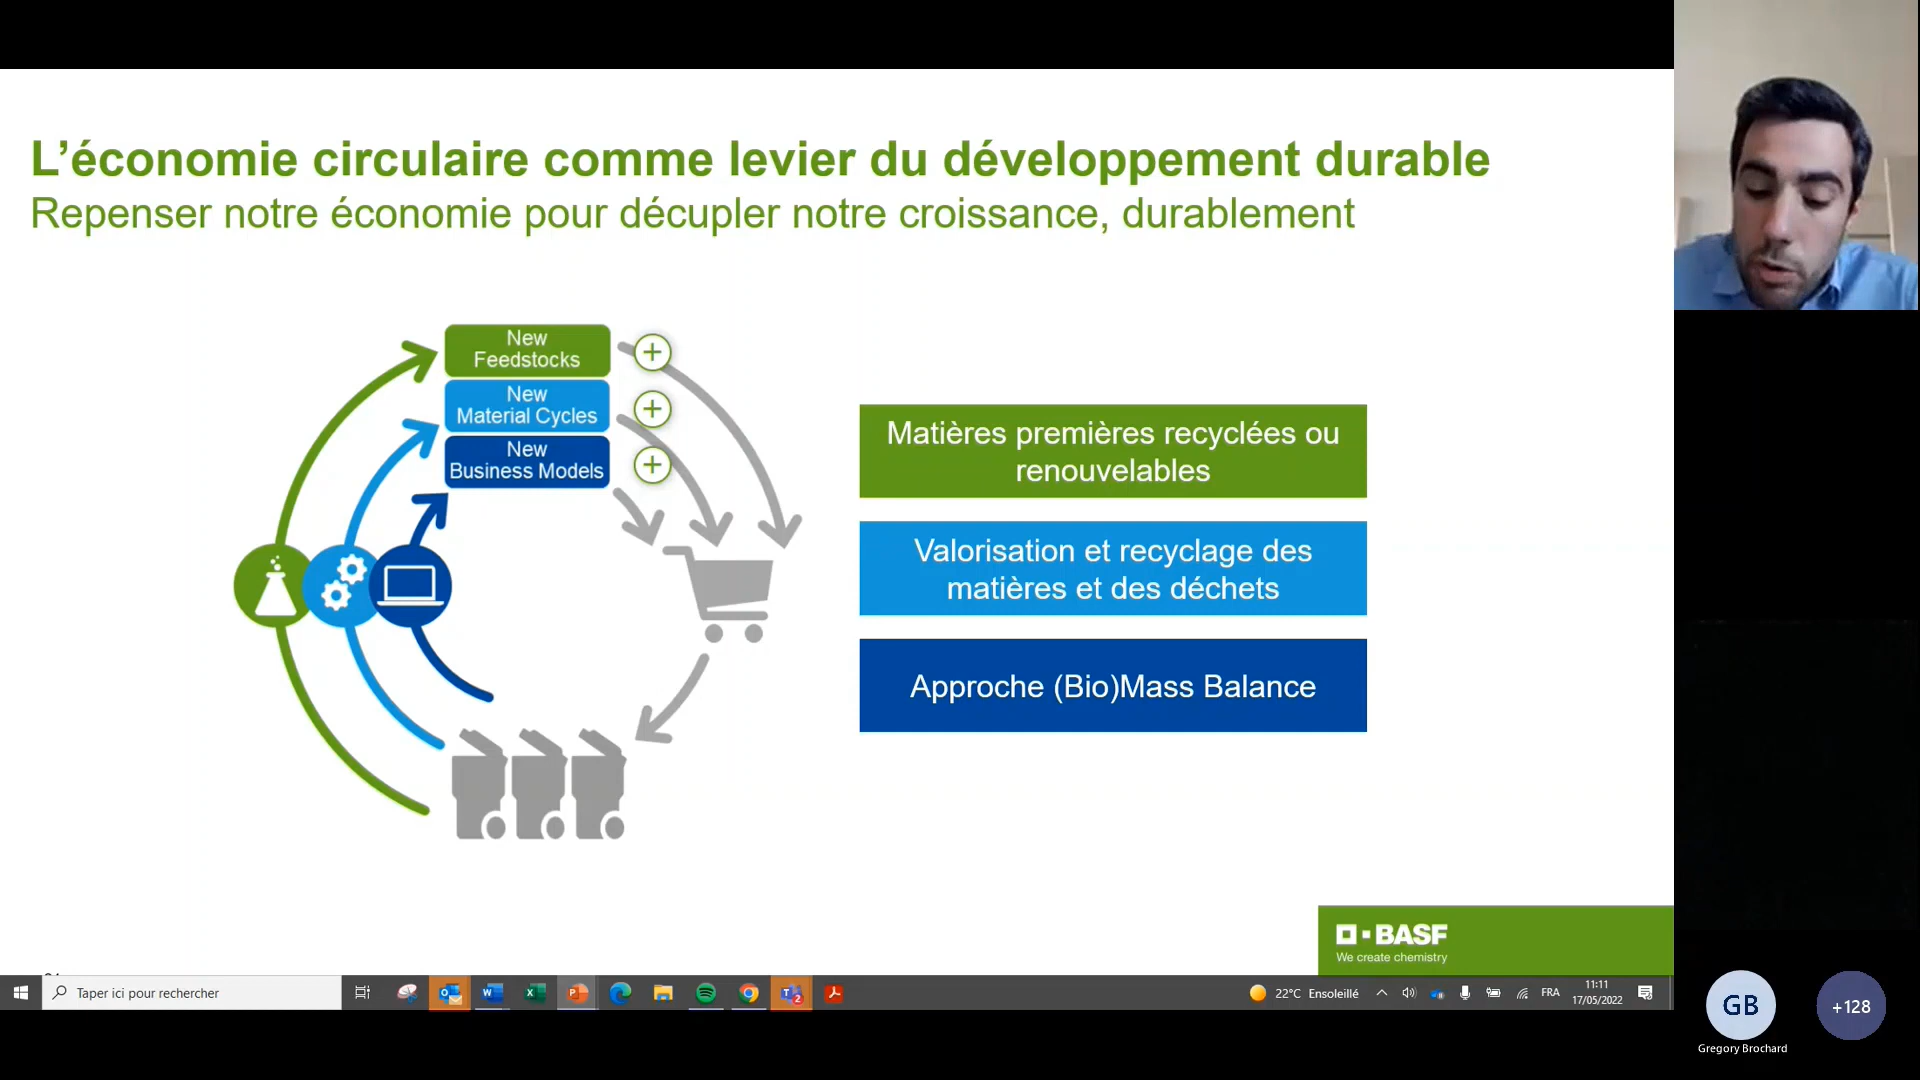 L’économie circulaire comme levier du développement durable
Repenser notre économie pour décupler notre croissance, durablement
New
Feedstocks
New
Material Cycles
New
Business Models
Matières premières recyclées ou
renouvelables
Valorisation et recyclage des
matières et des déchets
Approche (Bio)Mass Balance
BASF
We create chemistry
Taper ici pour rechercher
22°C Ensoleillé
FRA
11:11
17/05/2022
GB
Gregory Brochard
+128